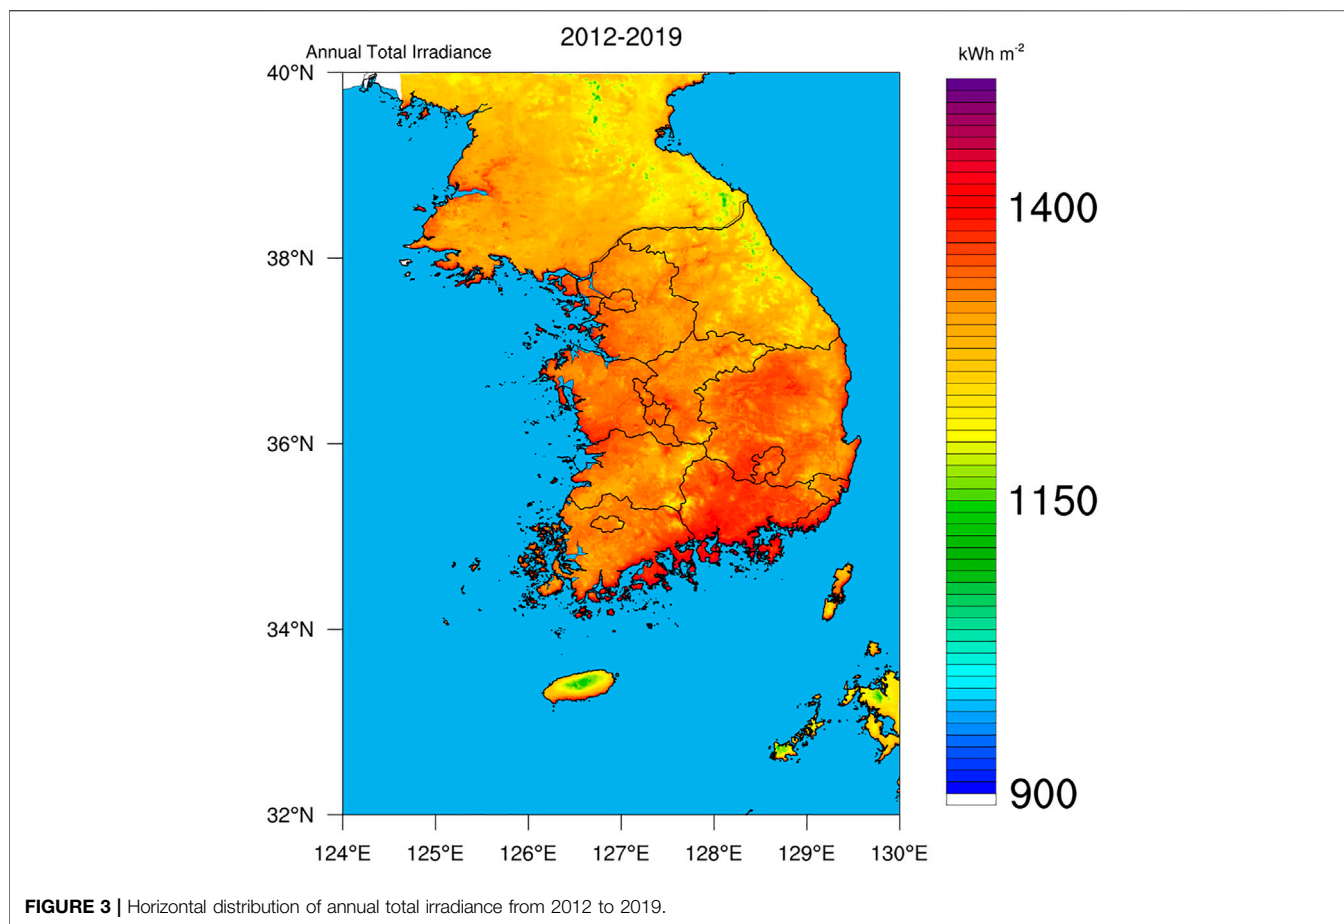 2012-2019
Annual Total Irradiance
kWh m⁻²
40°N
38°N
36°N
34°N
32°N
124°E 125°E 126°E 127°E 128°E 129°E 130°E
1400
1150
900
FIGURE 3 | Horizontal distribution of annual total irradiance from 2012 to 2019.